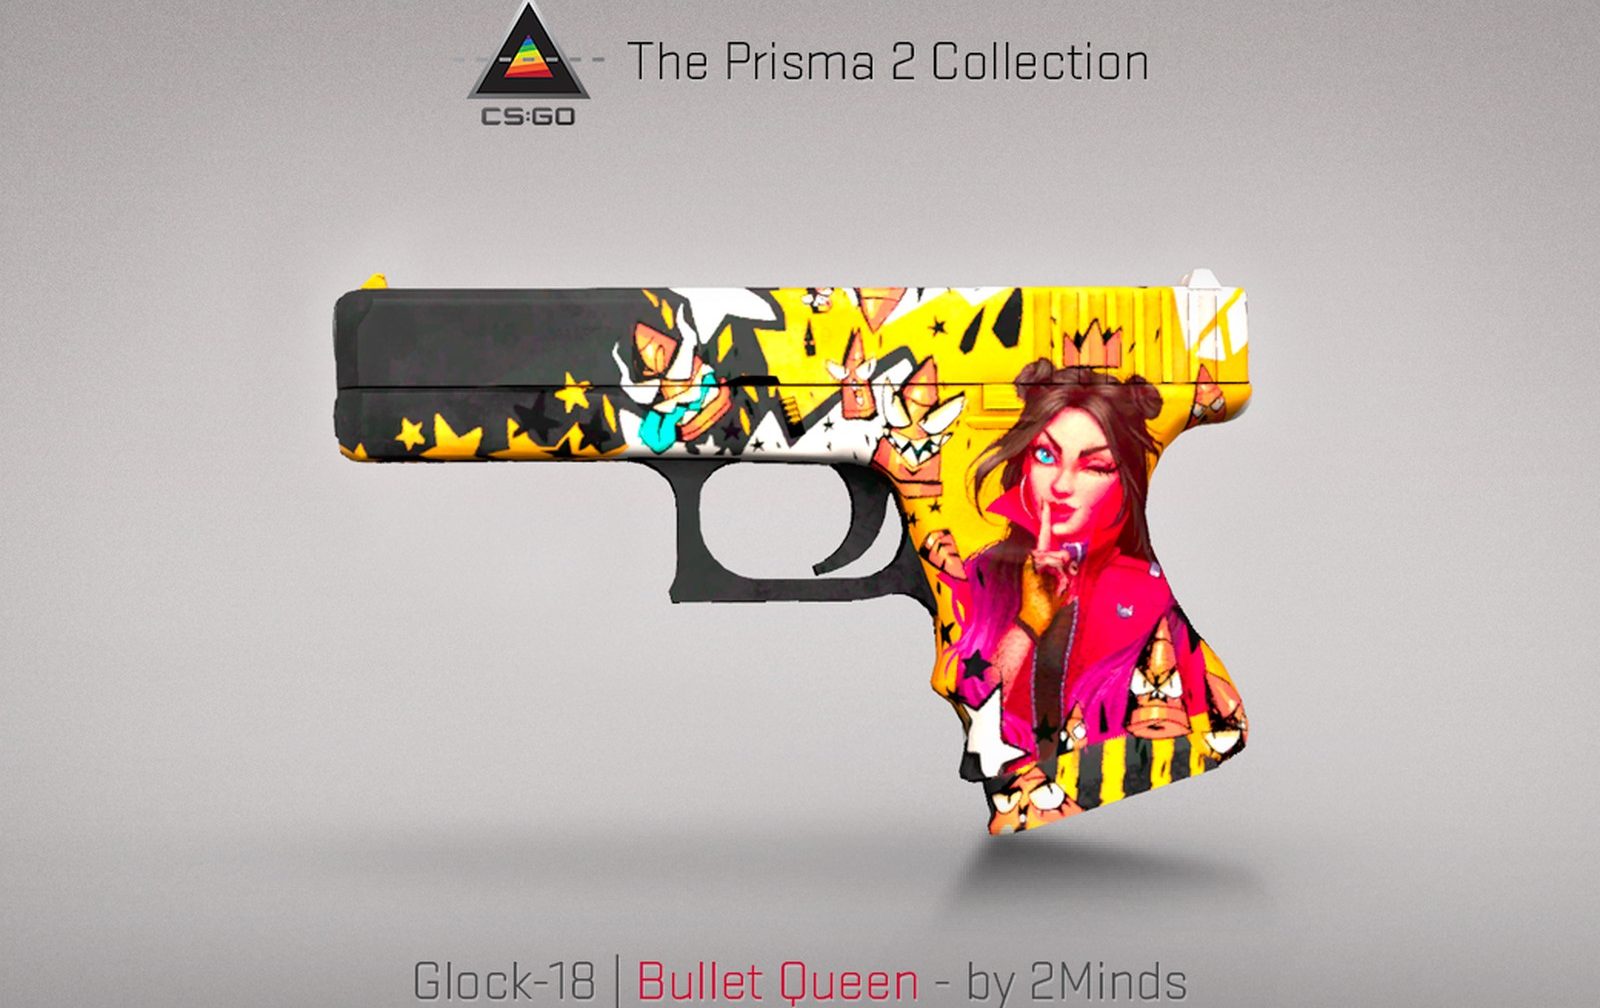 The Prisma 2 Collection
CS:GO
Glock-18 | Bullet Queen - by 2Minds